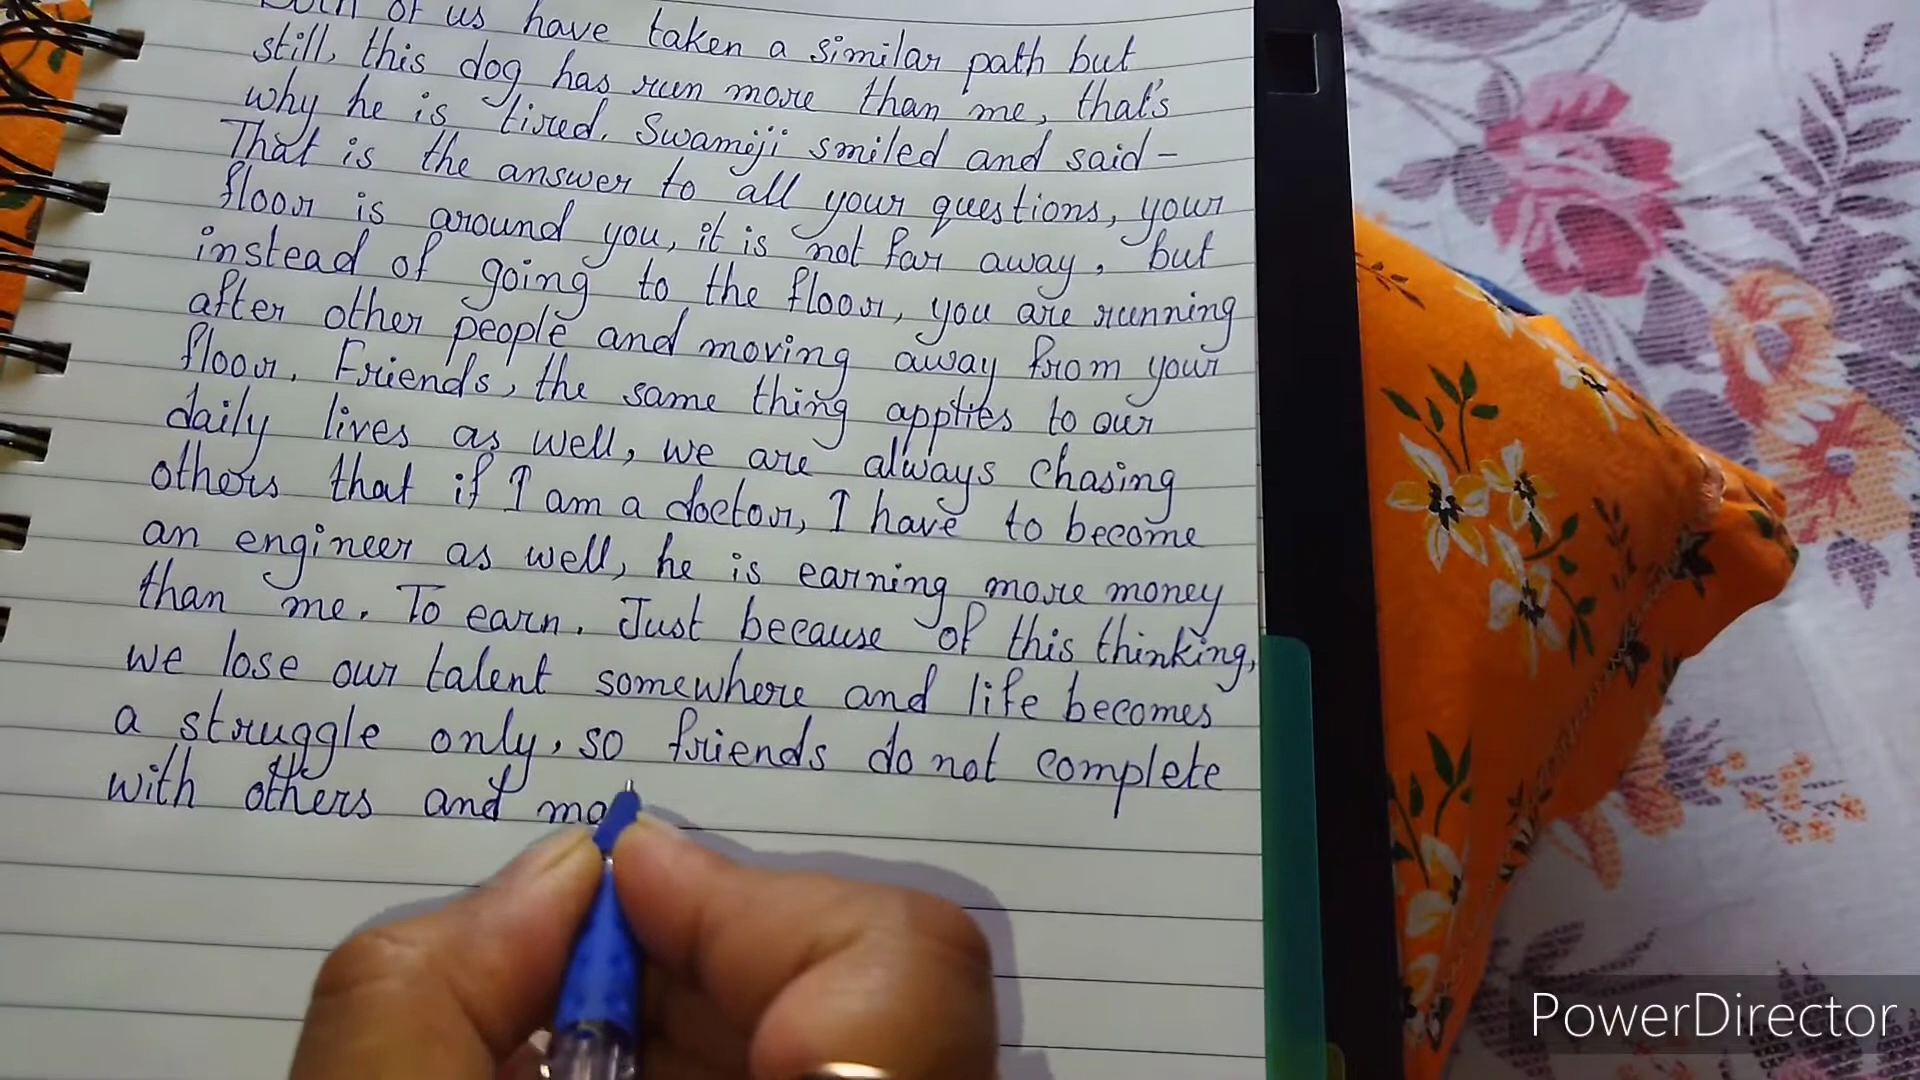 Both of us have taken a similar path but
still, this dog has run more than me, that's
why he is tired. Swamiji smiled and said-
That is the answer to all your questions, your
floor is around you, it is not far away, but
instead of going to the floor, you are running
after other people and moving away from your
floor. Friends, the same thing applies to our
daily lives as well, we are always chasing
others that if I am a doctor, I have to become
an engineer as well, he is earning more money
than me. To earn. Just because of this thinking,
we lose our talent somewhere and life becomes
a struggle only, so friends do not complete
with others and ma
PowerDirector